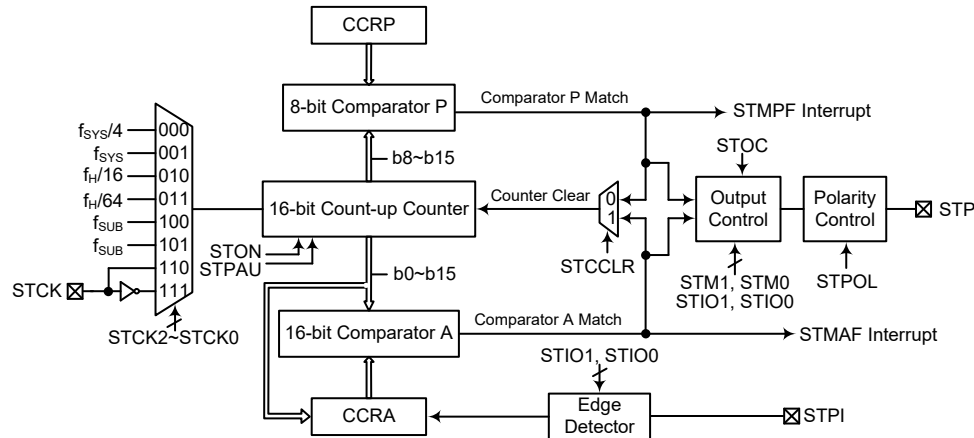 CCRP
8-bit Comparator P
Comparator P Match
STMPF Interrupt
b8~b15
STOC
fSYS/4
000
fSYS
001
fH/16
010
fH/64
011
fSUB
100
fSUB
101
110
111
STCK
STCK2~STCK0
16-bit Count-up Counter
Counter Clear
0
1
STCCLR
Output
Control
Polarity
Control
STP
STON
STPAU
b0~b15
STM1, STM0
STIO1, STIO0
STPOL
16-bit Comparator A
Comparator A Match
STMAF Interrupt
STIO1, STIO0
CCRA
Edge
Detector
STPI